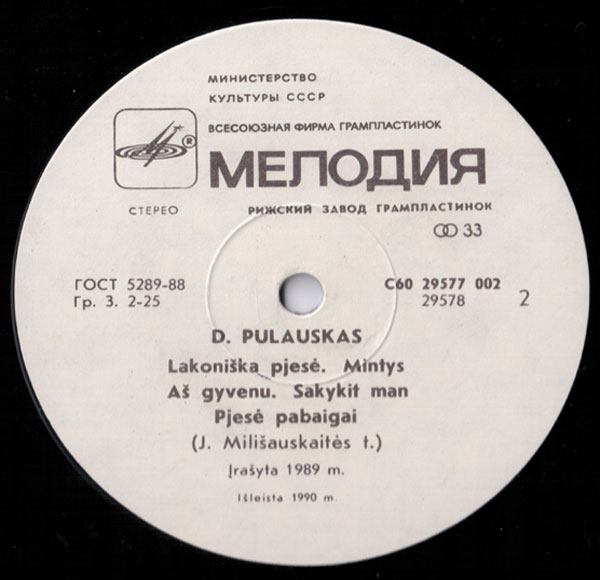 МИНИСТЕРСТВО
КУЛЬТУРЫ СССР
ВСЕСОЮЗНАЯ ФИРМА ГРАМПЛАСТИНОК
®
МЕЛОДИЯ
СТЕРЕО
РИЖСКИЙ ЗАВОД ГРАМПЛАСТИНОК
33
ГОСТ 5289-88
Гр. 3. 2-25
С60 29577 002
29578
2
D. PULAUSKAS
Lakoniška pjesė. Mintys
Aš gyvenu. Sakykit man
Pjesė pabaigai
(J. Milišauskaitės t.)
Įrašyta 1989 m.
Išleista 1990 m.